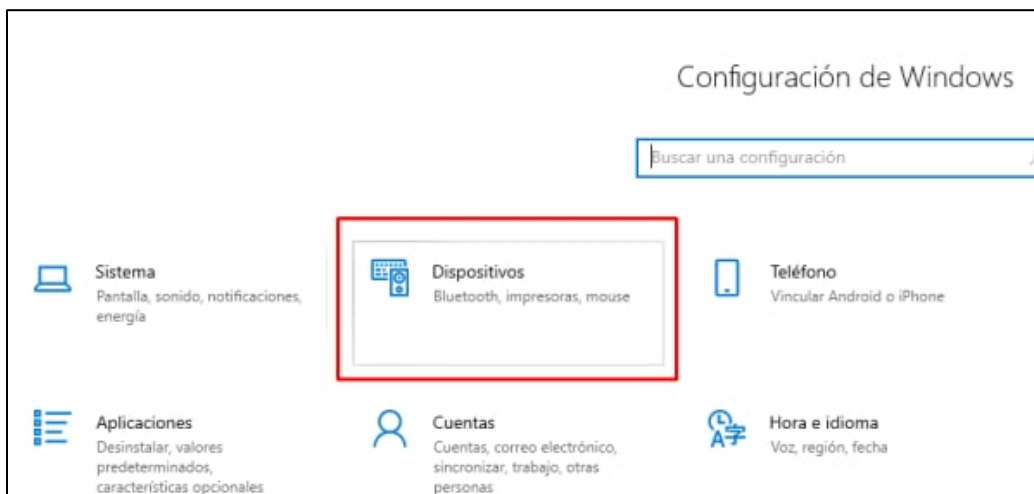 Configuración de Windows
Buscar una configuración
Sistema
Pantalla, sonido, notificaciones,
energía
Dispositivos
Bluetooth, impresoras, mouse
Teléfono
Vincular Android o iPhone
Aplicaciones
Desinstalar, valores
predeterminados,
características opcionales
Cuentas
Cuentas, correo electrónico,
sincronizar, trabajo, otras
personas
Hora e idioma
Voz, región, fecha